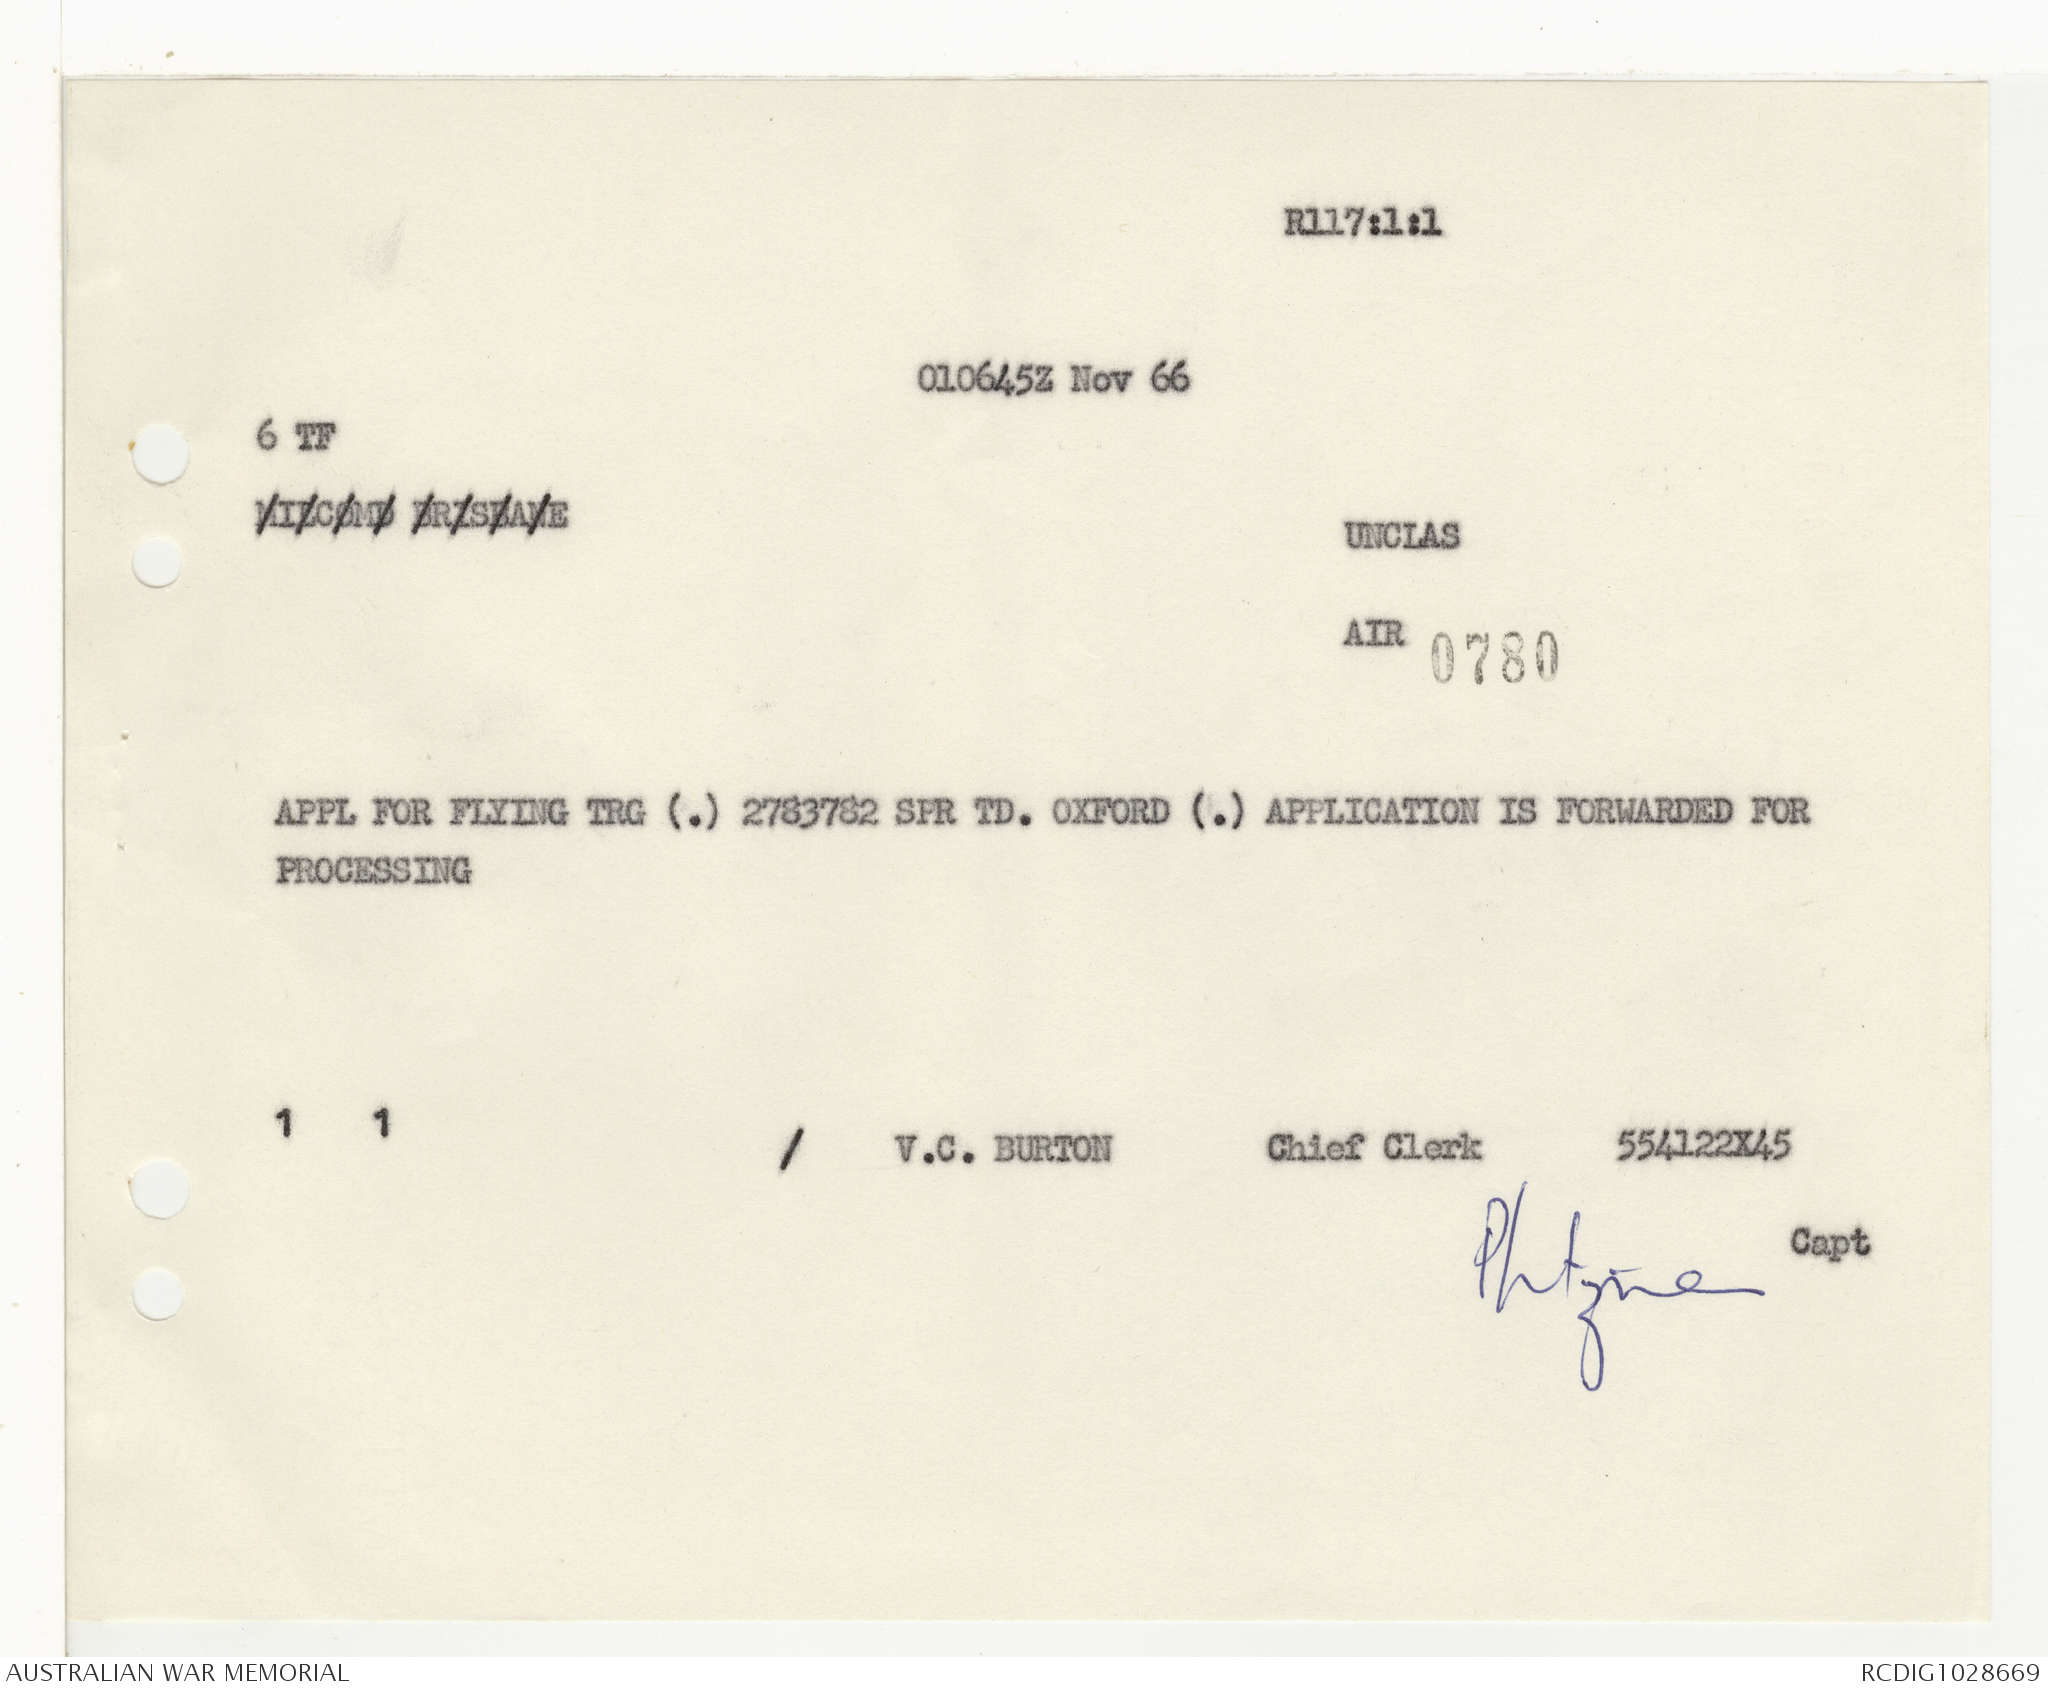 R117:1:1
010645Z Nov 66
6 TF
MILCOMD BRISBANE
UNCLAS
AIR 0780
APPL FOR FLYING TRG (.) 2783782 SPR TD. OXFORD (.) APPLICATION IS FORWARDED FOR
PROCESSING
1 1
/ V.C. BURTON Chief Clerk 554122X45
Capt
AUSTRALIAN WAR MEMORIAL
RCDIG1028669